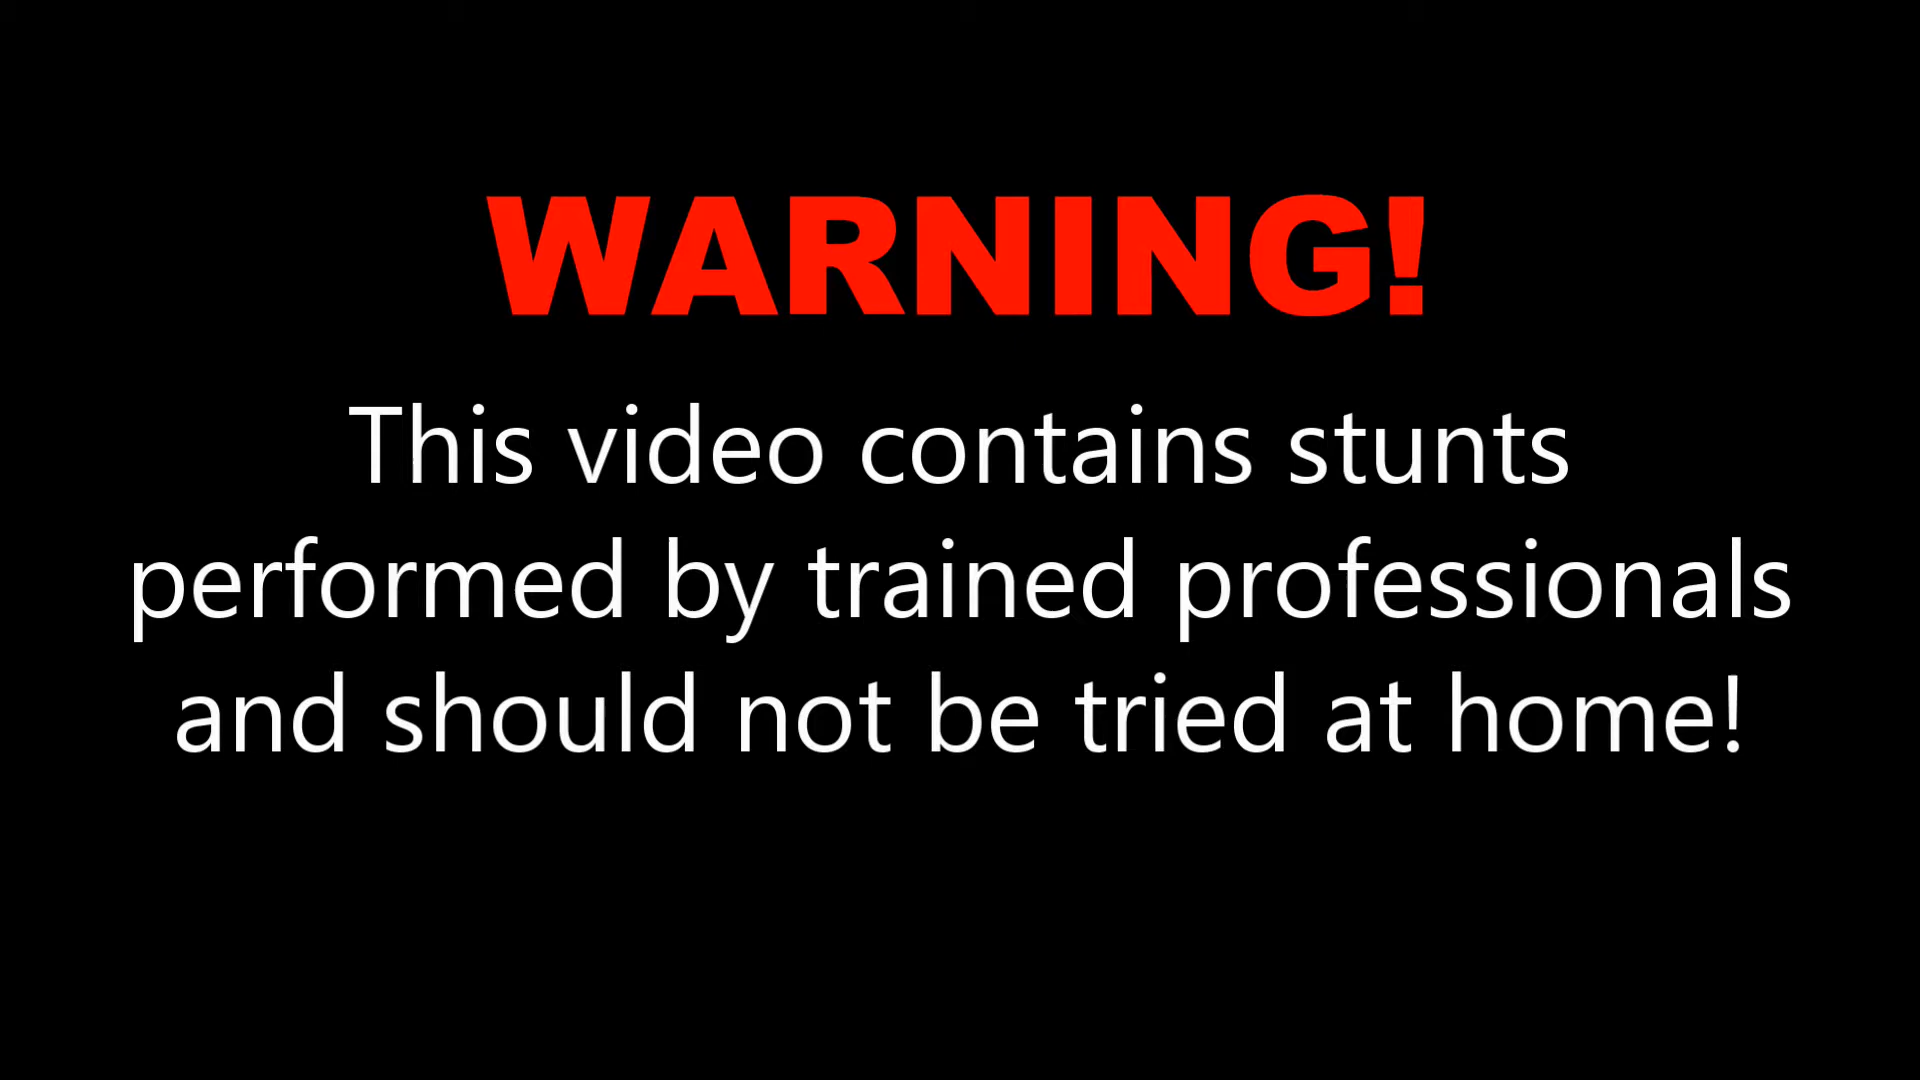 WARNING!
This video contains stunts
performed by trained professionals
and should not be tried at home!